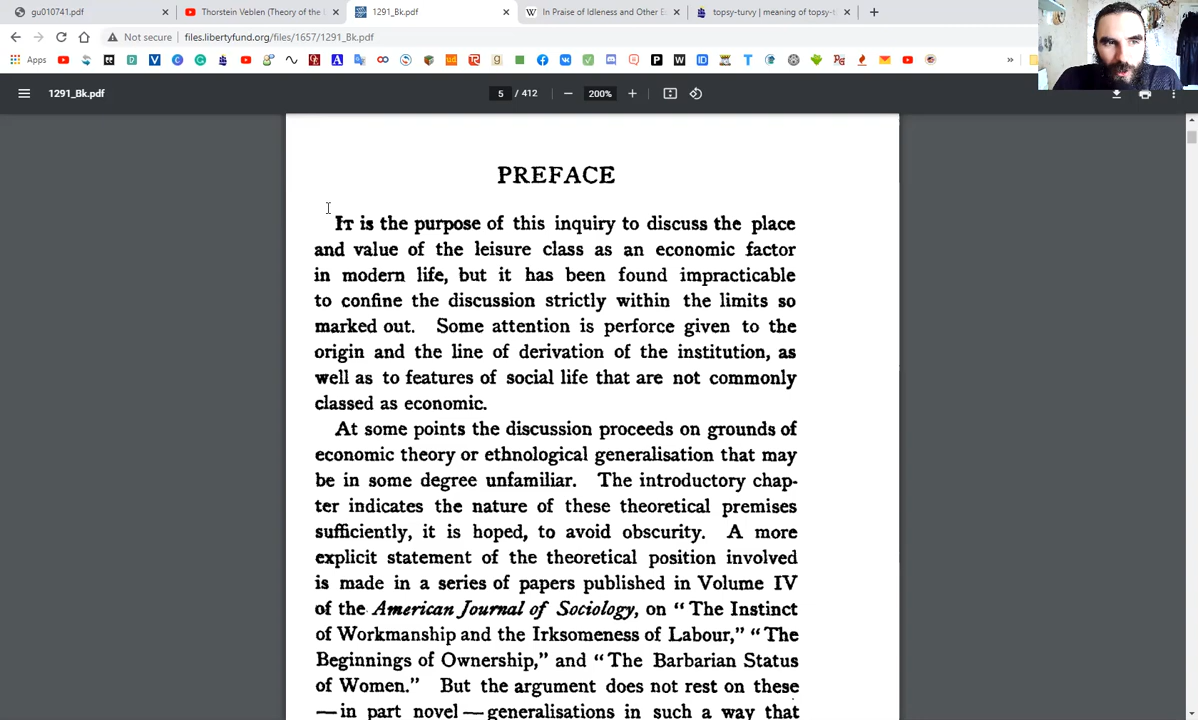 gu010741.pdf
Thorstein Veblen (Theory of the
1291_Bk.pdf
In Praise of Idleness and Other E
topsy-turvy | meaning of topsy-t
Not secure | files.libertyfund.org/files/1657/1291_Bk.pdf
Apps
1291_Bk.pdf
5 / 412
200%
PREFACE
IT is the purpose of this inquiry to discuss the place
and value of the leisure class as an economic factor
in modern life, but it has been found impracticable
to confine the discussion strictly within the limits so
marked out. Some attention is perforce given to the
origin and the line of derivation of the institution, as
well as to features of social life that are not commonly
classed as economic.
At some points the discussion proceeds on grounds of
economic theory or ethnological generalisation that may
be in some degree unfamiliar. The introductory chap-
ter indicates the nature of these theoretical premises
sufficiently, it is hoped, to avoid obscurity. A more
explicit statement of the theoretical position involved
is made in a series of papers published in Volume IV
of the American Journal of Sociology, on “The Instinct
of Workmanship and the Irksomeness of Labour,” “The
Beginnings of Ownership,” and “The Barbarian Status
of Women.” But the argument does not rest on these
—in part novel—generalisations in such a way that